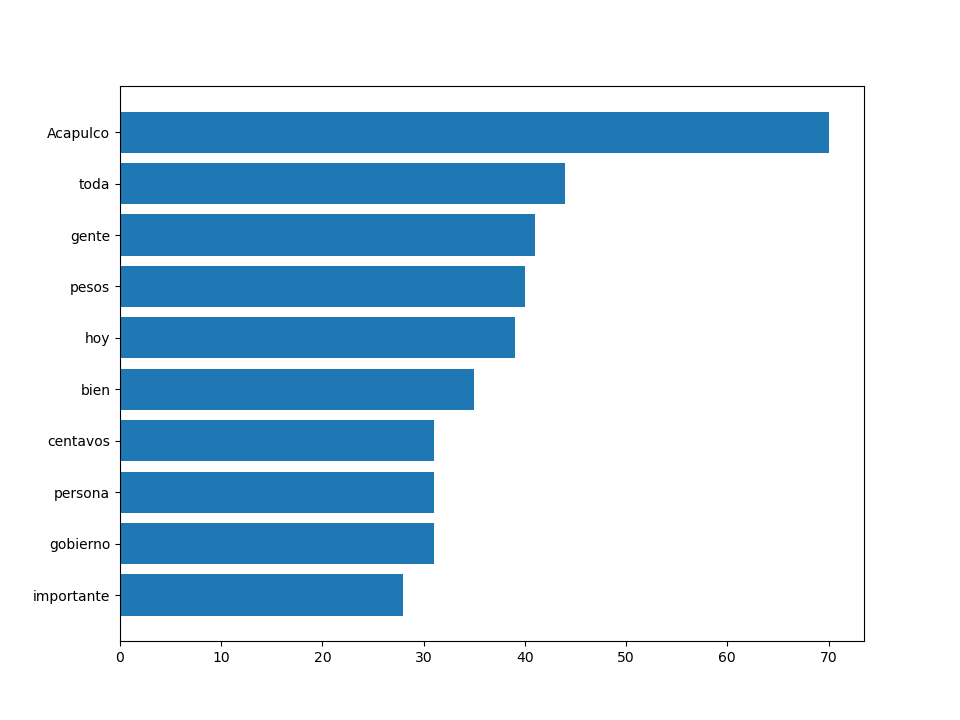 Acapulco
toda
gente
pesos
hoy
bien
centavos
persona
gobierno
importante
0 10 20 30 40 50 60 70